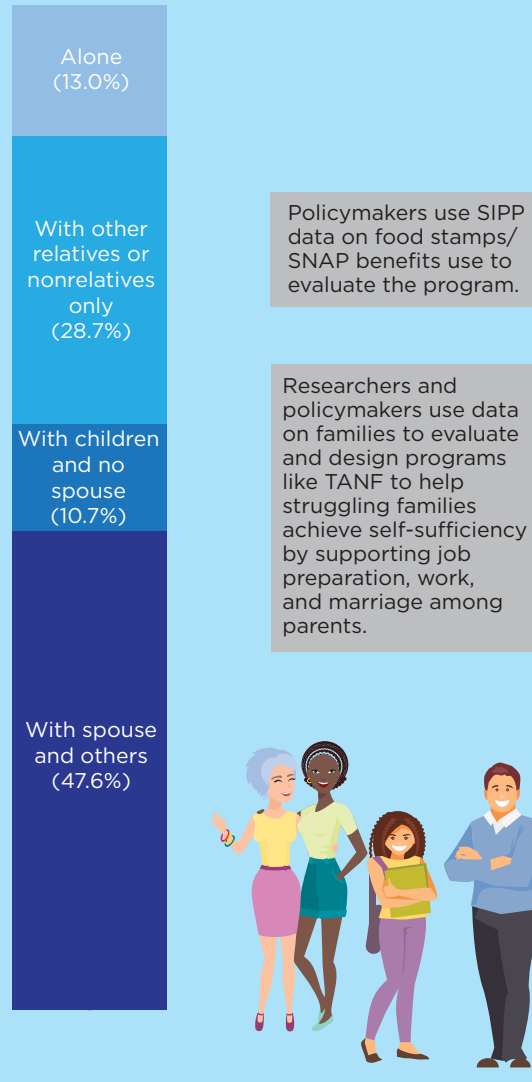 Alone
(13.0%)
With other
relatives or
nonrelatives
only
(28.7%)
With children
and no
spouse
(10.7%)
With spouse
and others
(47.6%)
Policymakers use SIPP
data on food stamps/
SNAP benefits use to
evaluate the program.
Researchers and
policymakers use data
on families to evaluate
and design programs
like TANF to help
struggling families
achieve self-sufficiency
by supporting job
preparation, work,
and marriage among
parents.